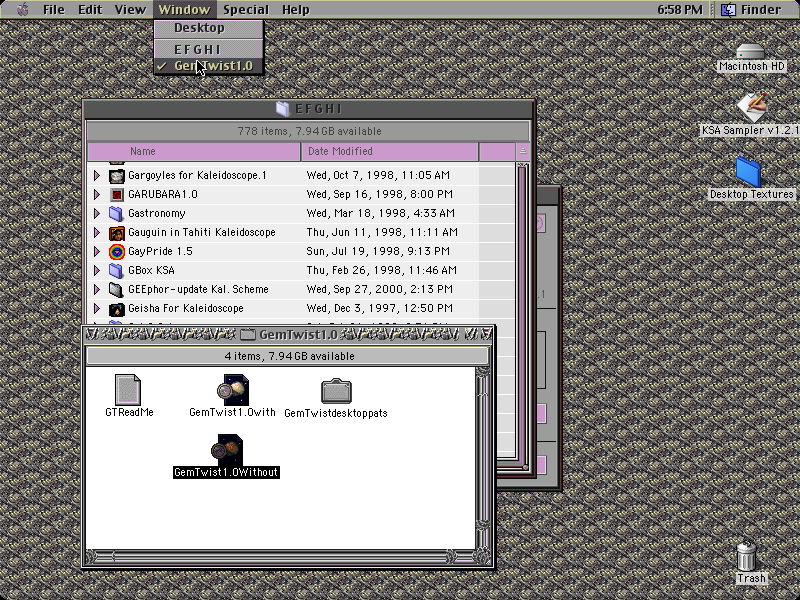 File Edit View Window Special Help 6:58 PM Finder
Desktop
E F G H I
✓ GemTwist1.0
Macintosh HD
KSA Sampler v1.2.1
Desktop Textures
E F G H I
778 items, 7.94 GB available
Name Date Modified
Gargoyles for Kaleidoscope.1 Wed, Oct 7, 1998, 11:05 AM
GARUBARA1.0 Wed, Sep 16, 1998, 8:00 PM
Gastronomy Wed, Mar 18, 1998, 4:33 AM
Gauguin in Tahiti Kaleidoscope Thu, Jun 11, 1998, 11:11 AM
GayPride 1.5 Sun, Jul 19, 1998, 9:13 PM
GBox KSA Thu, Feb 26, 1998, 11:46 AM
GEEphor-update Kal. Scheme Wed, Sep 27, 2000, 2:13 PM
Geisha For Kaleidoscope Wed, Dec 3, 1997, 12:50 PM
.1
GemTwist1.0
4 items, 7.94 GB available
GTReadMe
GemTwist1.0with
GemTwistdesktoppats
GemTwist1.0Without
Trash